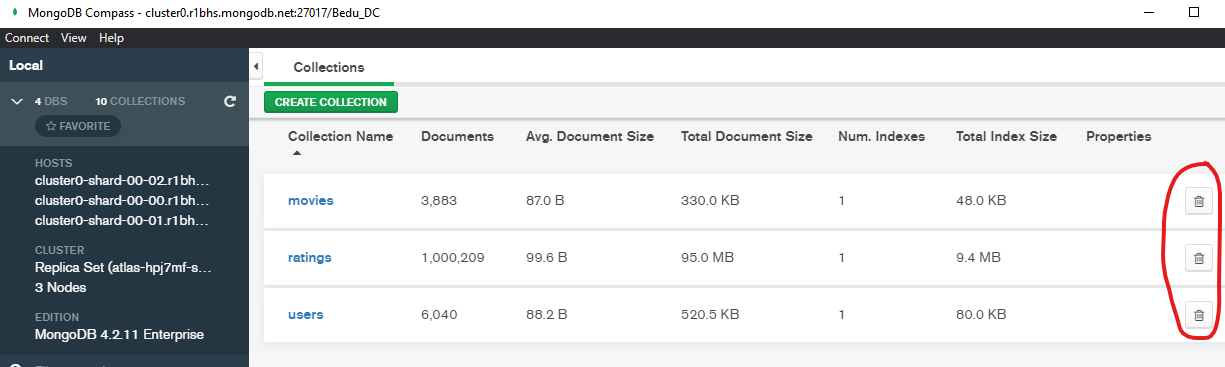 MongoDB Compass - cluster0.r1bhs.mongodb.net:27017/Bedu_DC
Connect View Help
Local
4 DBS 10 COLLECTIONS
FAVORITE
HOSTS
cluster0-shard-00-02.r1bh...
cluster0-shard-00-00.r1bh...
cluster0-shard-00-01.r1bh...
CLUSTER
Replica Set (atlas-hpj7mf-s...
3 Nodes
EDITION
MongoDB 4.2.11 Enterprise
Collections
CREATE COLLECTION
Collection Name Documents Avg. Document Size Total Document Size Num. Indexes Total Index Size Properties
movies 3,883 87.0 B 330.0 KB 1 48.0 KB
ratings 1,000,209 99.6 B 95.0 MB 1 9.4 MB
users 6,040 88.2 B 520.5 KB 1 80.0 KB